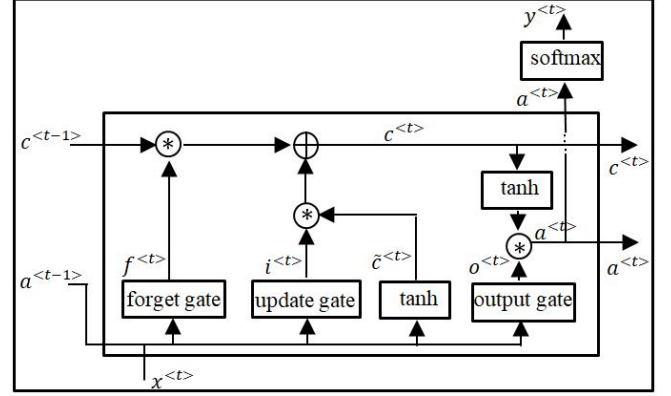 y<t>
softmax
a<t>
c<t-1> * ⊕ c<t> c<t>
tanh
* a<t>
f<t> i<t> c̃<t> o<t> * a<t>
a<t-1>
forget gate update gate tanh output gate
x<t>